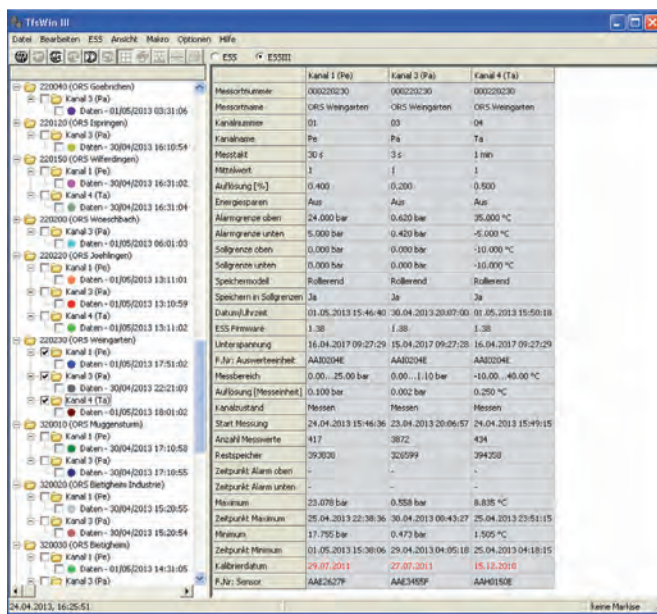 TfsWin III
Datei Bearbeiten ESS Ansicht Makro Optionen Hilfe
ESS ESSIII
220040 (ORS Goebrichen)
Kanal 3 (Pa)
Daten - 01/05/2013 03:31:06
220120 (ORS Ispringen)
Kanal 3 (Pa)
Daten - 30/04/2013 16:10:54
220150 (ORS Wilferdingen)
Kanal 1 (Pe)
Daten - 30/04/2013 16:31:02
Kanal 4 (Ta)
Daten - 30/04/2013 16:31:04
220200 (ORS Woeschbach)
Kanal 3 (Pa)
Daten - 01/05/2013 06:01:03
220220 (ORS Joehlingen)
Kanal 1 (Pe)
Daten - 01/05/2013 13:11:01
Kanal 3 (Pa)
Daten - 01/05/2013 13:10:59
Kanal 4 (Ta)
Daten - 01/05/2013 13:11:02
220230 (ORS Weingarten)
Kanal 1 (Pe)
Daten - 01/05/2013 17:51:02
Kanal 3 (Pa)
Daten - 30/04/2013 22:21:03
Kanal 4 (Ta)
Daten - 01/05/2013 18:01:02
320010 (ORS Muggensturm)
Kanal 1 (Pe)
Daten - 30/04/2013 17:10:58
Kanal 3 (Pa)
Daten - 30/04/2013 17:10:55
320020 (ORS Bietigheim Industrie)
Kanal 1 (Pe)
Daten - 30/04/2013 15:20:55
Kanal 3 (Pa)
Daten - 30/04/2013 15:20:54
320030 (ORS Bietigheim)
Kanal 1 (Pe)
Daten - 01/05/2013 14:31:05
Kanal 3 (Pa)
Kanal 1 (Pe) Kanal 3 (Pa) Kanal 4 (Ta)
Messortnummer 000220230 000220230 000220230
Messortname ORS Weingarten ORS Weingarten ORS Weingarten
Kanalnummer 01 03 04
Kanalname Pe Pa Ta
Messtakt 30 s 3 s 1 min
Mittelwert 1 1 1
Auflösung [%] 0.400 0.200 0.500
Energiesparen Aus Aus Aus
Alarmgrenze oben 24.000 bar 0.620 bar 35.000 °C
Alarmgrenze unten 5.000 bar 0.420 bar -5.000 °C
Sollgrenze oben 0.000 bar 0.000 bar -10.000 °C
Sollgrenze unten 0.000 bar 0.000 bar -10.000 °C
Speichermodell Rollierend Rollierend Rollierend
Speichern in Sollgrenzen Ja Ja Ja
Datum/Uhrzeit 01.05.2013 15:46:40 30.04.2013 20:07:00 01.05.2013 15:50:18
ESS Firmware 1.38 1.38 1.38
Unterspannung 16.04.2017 09:27:29 15.04.2017 09:27:28 16.04.2017 09:27:29
F.Nr: Auswerteeinheit AAI0204E AAI0204E AAI0204E
Messbereich 0.00...25.00 bar 0.00...1.10 bar -10.00...40.00 °C
Auflösung [Messeinheit] 0.100 bar 0.002 bar 0.250 °C
Kanalzustand Messen Messen Messen
Start Messung 24.04.2013 15:46:36 23.04.2013 20:06:57 24.04.2013 15:49:15
Anzahl Messwerte 417 3872 434
Restspeicher 393838 326599 394358
Zeitpunkt Alarm oben - - -
Zeitpunkt Alarm unten - - -
Maximum 23.078 bar 0.558 bar 8.835 °C
Zeitpunkt Maximum 25.04.2013 22:38:36 30.04.2013 00:43:27 25.04.2013 23:51:15
Minimum 17.755 bar 0.473 bar 1.505 °C
Zeitpunkt Minimum 01.05.2013 15:38:06 29.04.2013 04:05:18 25.04.2013 04:18:15
Kalibrierdatum 29.07.2011 27.07.2011 15.12.2010
F.Nr: Sensor AAE2627P AAE3455P AAH0150E
24.04.2013, 16:25:51 keine Markise